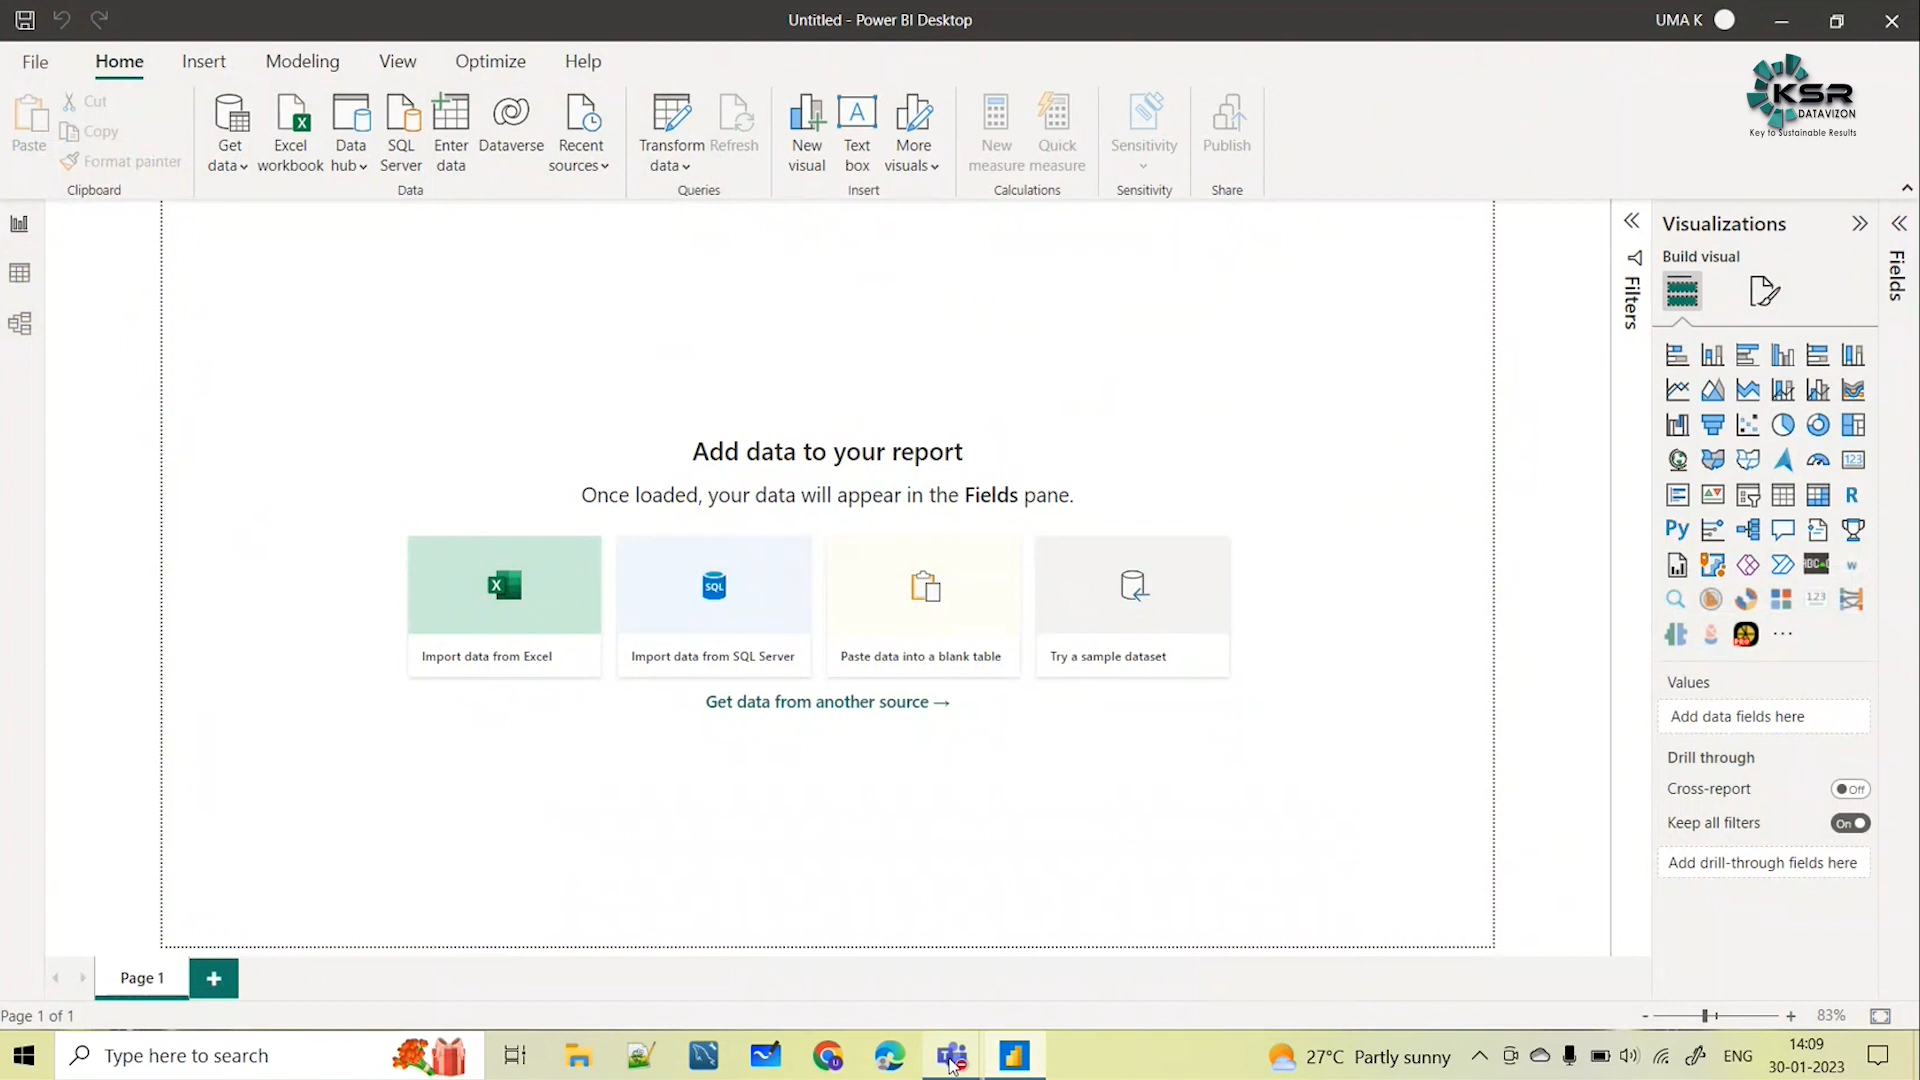 Untitled - Power BI Desktop
UMA K
File
Home
Insert
Modeling
View
Optimize
Help
KSR
DATAVIZON
Key to Sustainable Results
Paste
Cut
Copy
Format painter
Clipboard
Get
data
Excel
workbook
Data
hub
SQL
Server
Enter
data
Dataverse
Recent
sources
Data
Transform
data
Refresh
Queries
New
visual
Text
box
More
visuals
Insert
New
measure
Quick
measure
Calculations
Sensitivity
Sensitivity
Publish
Share
Add data to your report
Once loaded, your data will appear in the Fields pane.
SQL
Import data from Excel
Import data from SQL Server
Paste data into a blank table
Try a sample dataset
Get data from another source →
Filters
Visualizations
Build visual
Fields
123
R
Py
123
PRO
Values
Add data fields here
Drill through
Cross-report
Off
Keep all filters
On
Add drill-through fields here
Page 1
Page 1 of 1
83%
Type here to search
27°C Partly sunny
ENG
14:09
30-01-2023